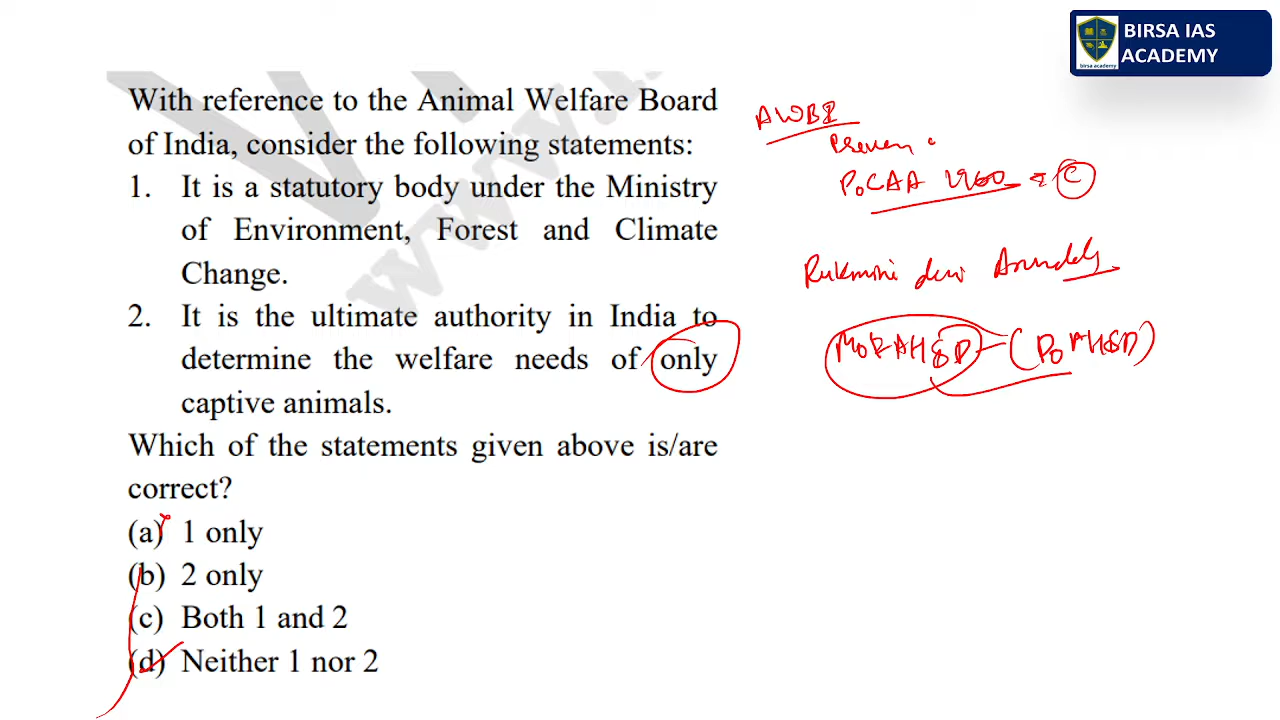 BIRSA IAS
ACADEMY
birsa academy
With reference to the Animal Welfare Board
of India, consider the following statements:
1. It is a statutory body under the Ministry
of Environment, Forest and Climate
Change.
2. It is the ultimate authority in India to
determine the welfare needs of only
captive animals.
Which of the statements given above is/are
correct?
(a) 1 only
(b) 2 only
(c) Both 1 and 2
(d) Neither 1 nor 2
AWBI
PoCAA 1960
Rukmini devi Arundely